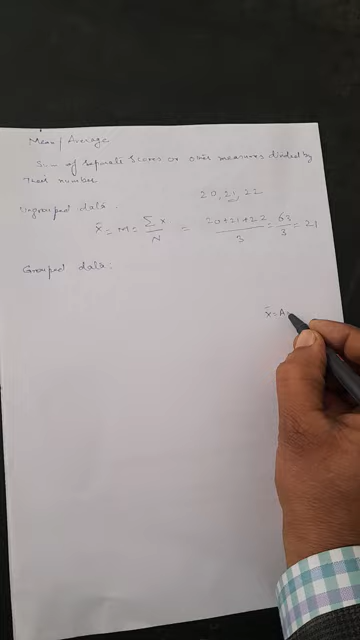 Mean/Average
Sum of separate scores or other measures divided by
their number
20, 21, 22
Ungrouped data.
x̄ = M = ΣX/N = 20+21+22/3 = 63/3 = 21
Grouped data:
x̄ = A